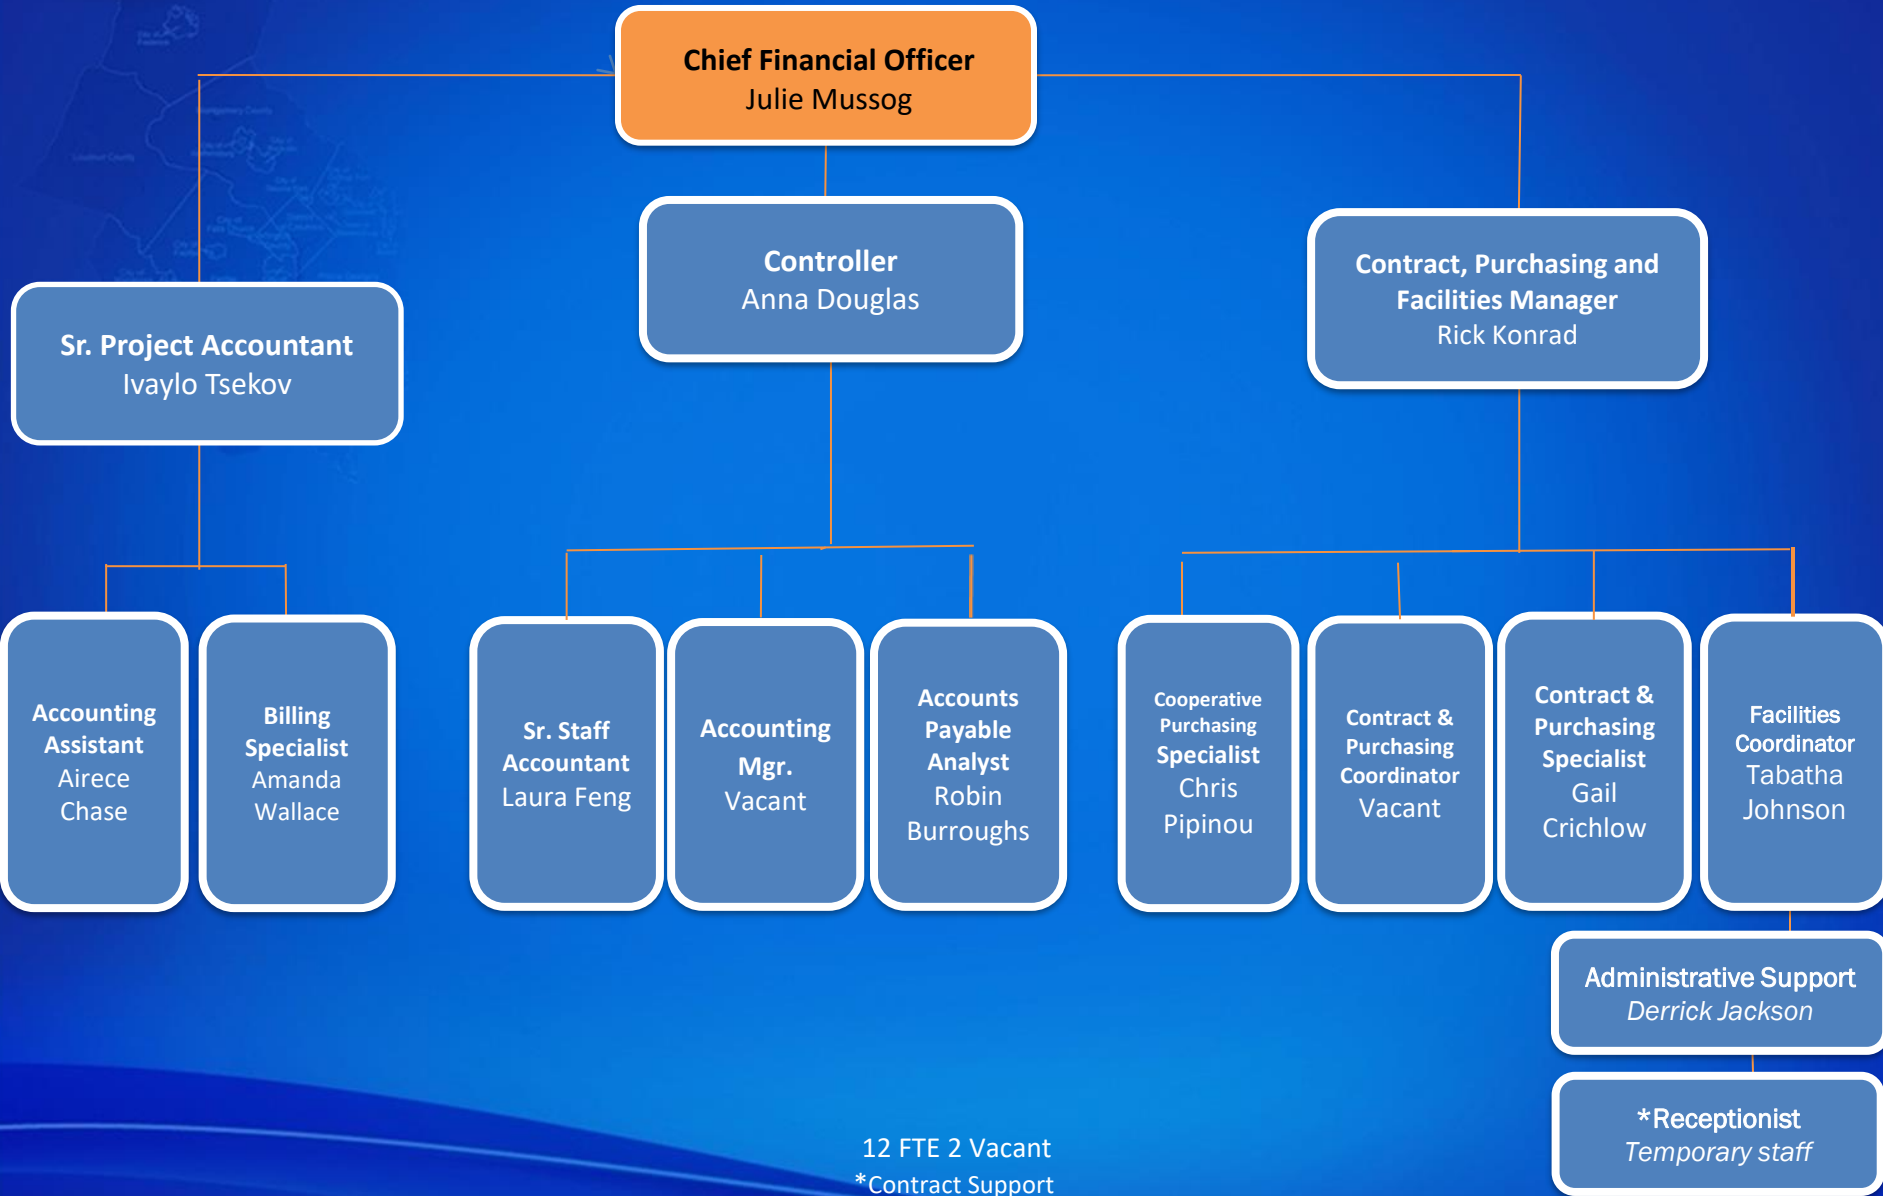 Chief Financial Officer
Julie Mussog
Controller
Anna Douglas
Contract, Purchasing and
Facilities Manager
Rick Konrad
Sr. Project Accountant
Ivaylo Tsekov
Accounting
Assistant
Airece
Chase
Billing
Specialist
Amanda
Wallace
Sr. Staff
Accountant
Laura Feng
Accounting
Mgr.
Vacant
Accounts
Payable
Analyst
Robin
Burroughs
Cooperative
Purchasing
Specialist
Chris
Pipinou
Contract &
Purchasing
Coordinator
Vacant
Contract &
Purchasing
Specialist
Gail
Crichlow
Facilities
Coordinator
Tabatha
Johnson
Administrative Support
Derrick Jackson
*Receptionist
Temporary staff
12 FTE 2 Vacant
*Contract Support